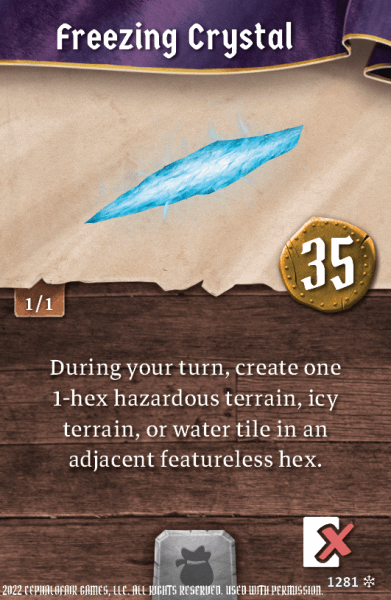 Freezing Crystal
35
1/1
During your turn, create one
1-hex hazardous terrain, icy
terrain, or water tile in an
adjacent featureless hex.
1281
2022 CEPHALOFAIR GAMES, LLC. ALL RIGHTS RESERVED. USED WITH PERMISSION.